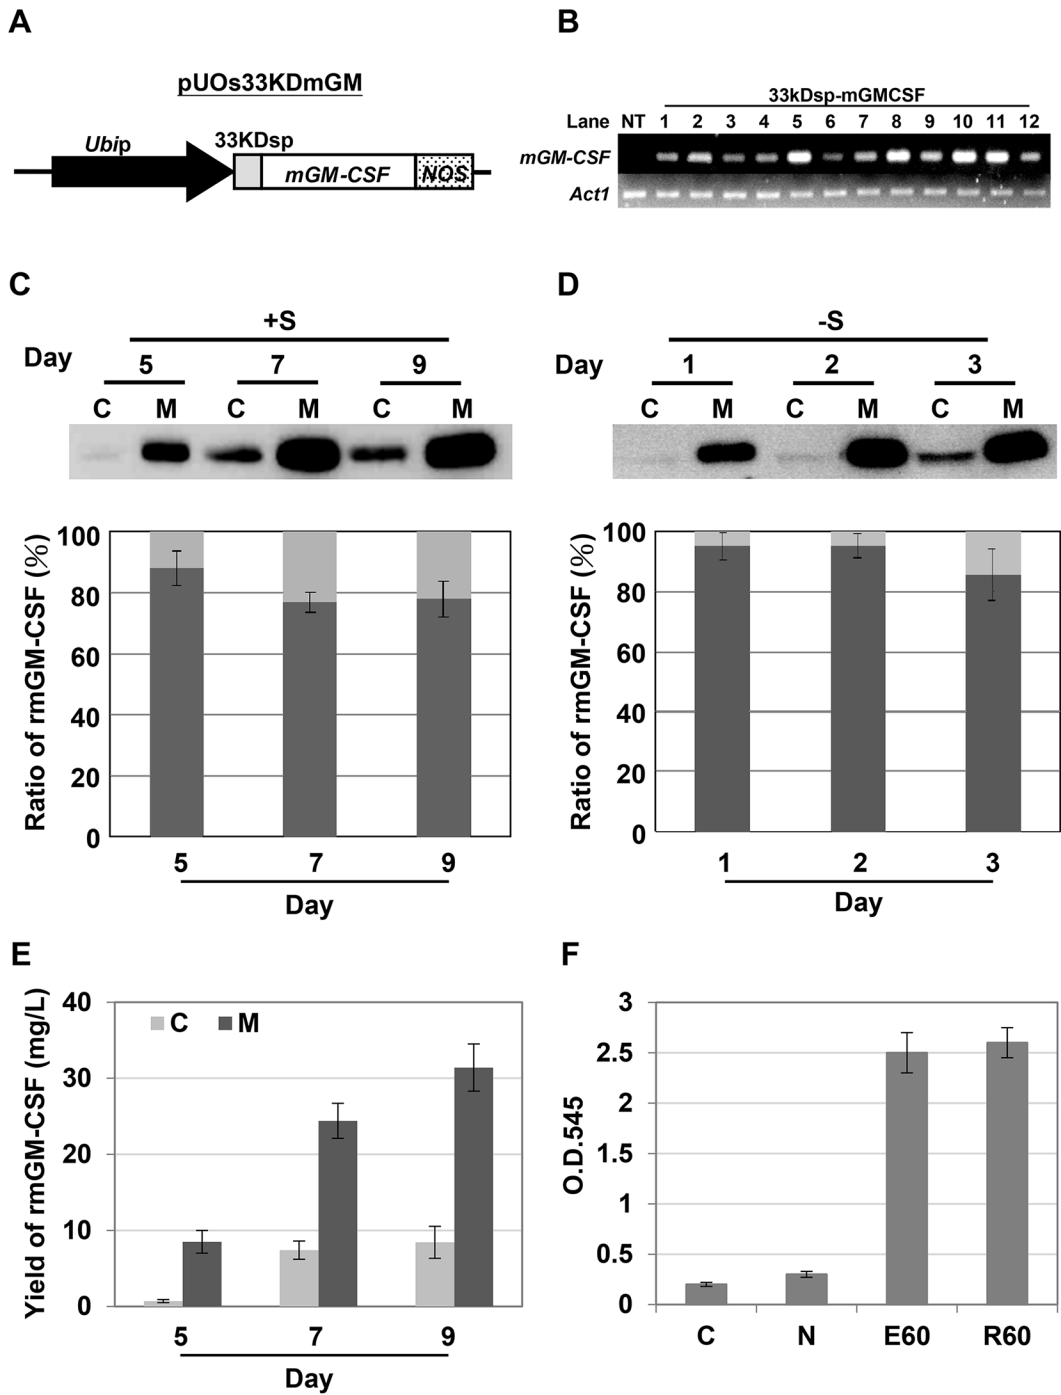 A
pUOs33KDmGM
Ubip
33KDsp
mGM-CSF
NOS
B
33kDsp-mGMCSF
Lane NT 1 2 3 4 5 6 7 8 9 10 11 12
mGM-CSF
Act1
C
+S
Day 5 7 9
C M C M C M
Ratio of rmGM-CSF (%)
100
80
60
40
20
0
5 7 9
Day
D
-S
Day 1 2 3
C M C M C M
Ratio of rmGM-CSF (%)
100
80
60
40
20
0
1 2 3
Day
E
Yield of rmGM-CSF (mg/L)
C M
40
30
20
10
0
5 7 9
Day
F
O.D.545
3
2.5
2
1.5
1
0.5
0
C N E60 R60